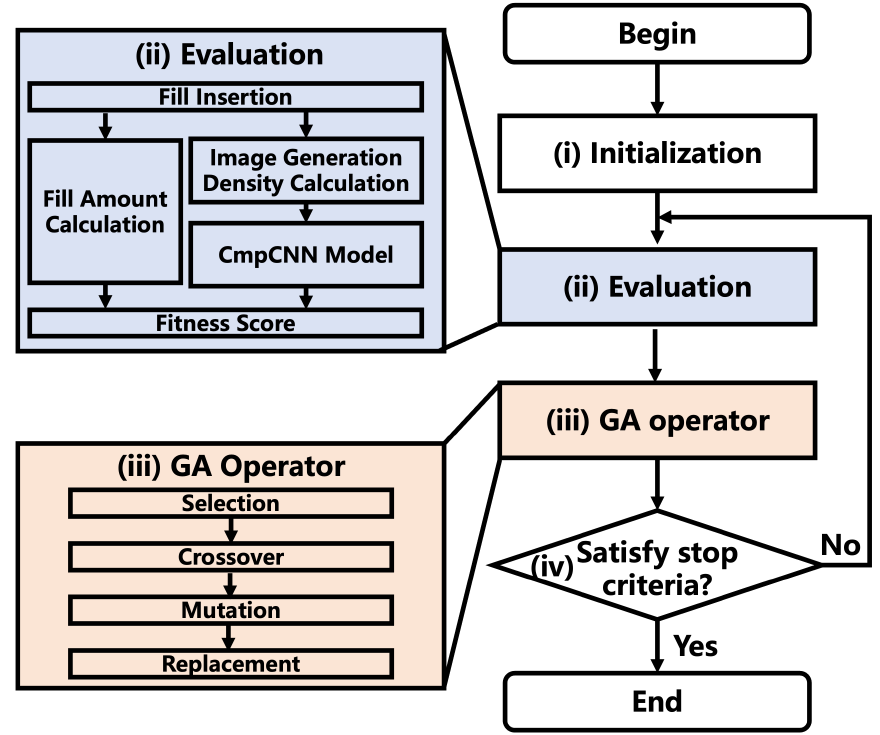 (ii) Evaluation
Fill Insertion
Fill Amount
Calculation
Image Generation
Density Calculation
CmpCNN Model
Fitness Score
(iii) GA Operator
Selection
Crossover
Mutation
Replacement
Begin
(i) Initialization
(ii) Evaluation
(iii) GA operator
(iv) Satisfy stop
criteria?
No
Yes
End